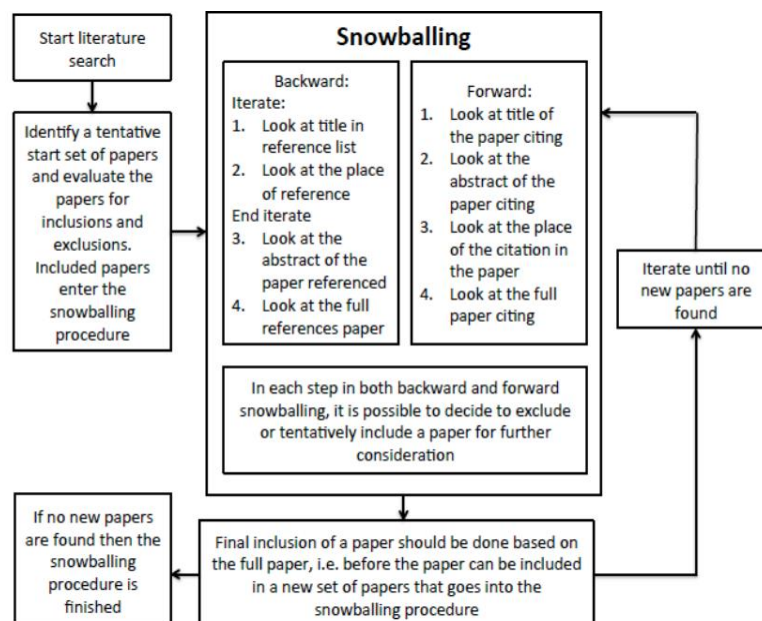 Start literature
search
Identify a tentative
start set of papers
and evaluate the
papers for
inclusions and
exclusions.
Included papers
enter the
snowballing
procedure
Snowballing
Backward:
Iterate:
1. Look at title in
reference list
2. Look at the place
of reference
End iterate
3. Look at the
abstract of the
paper referenced
4. Look at the full
references paper
Forward:
1. Look at title of
the paper citing
2. Look at the
abstract of the
paper citing
3. Look at the place
of the citation in
the paper
4. Look at the full
paper citing
In each step in both backward and forward
snowballing, it is possible to decide to exclude
or tentatively include a paper for further
consideration
Iterate until no
new papers are
found
Final inclusion of a paper should be done based on
the full paper, i.e. before the paper can be included
in a new set of papers that goes into the
snowballing procedure
If no new papers
are found then the
snowballing
procedure is
finished